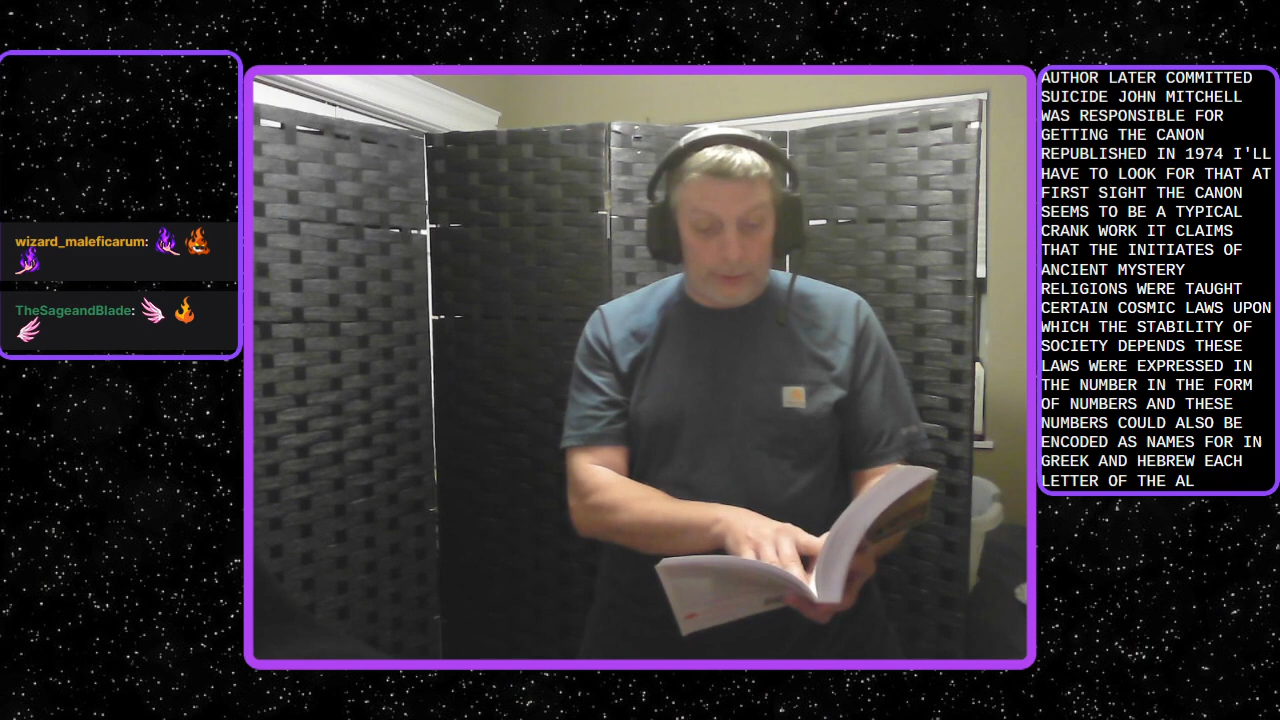 wizard_maleficarum:
TheSageandBlade:
AUTHOR LATER COMMITTED
SUICIDE JOHN MITCHELL
WAS RESPONSIBLE FOR
GETTING THE CANON
REPUBLISHED IN 1974 I'LL
HAVE TO LOOK FOR THAT AT
FIRST SIGHT THE CANON
SEEMS TO BE A TYPICAL
CRANK WORK IT CLAIMS
THAT THE INITIATES OF
ANCIENT MYSTERY
RELIGIONS WERE TAUGHT
CERTAIN COSMIC LAWS UPON
WHICH THE STABILITY OF
SOCIETY DEPENDS THESE
LAWS WERE EXPRESSED IN
THE NUMBER IN THE FORM
OF NUMBERS AND THESE
NUMBERS COULD ALSO BE
ENCODED AS NAMES FOR IN
GREEK AND HEBREW EACH
LETTER OF THE AL